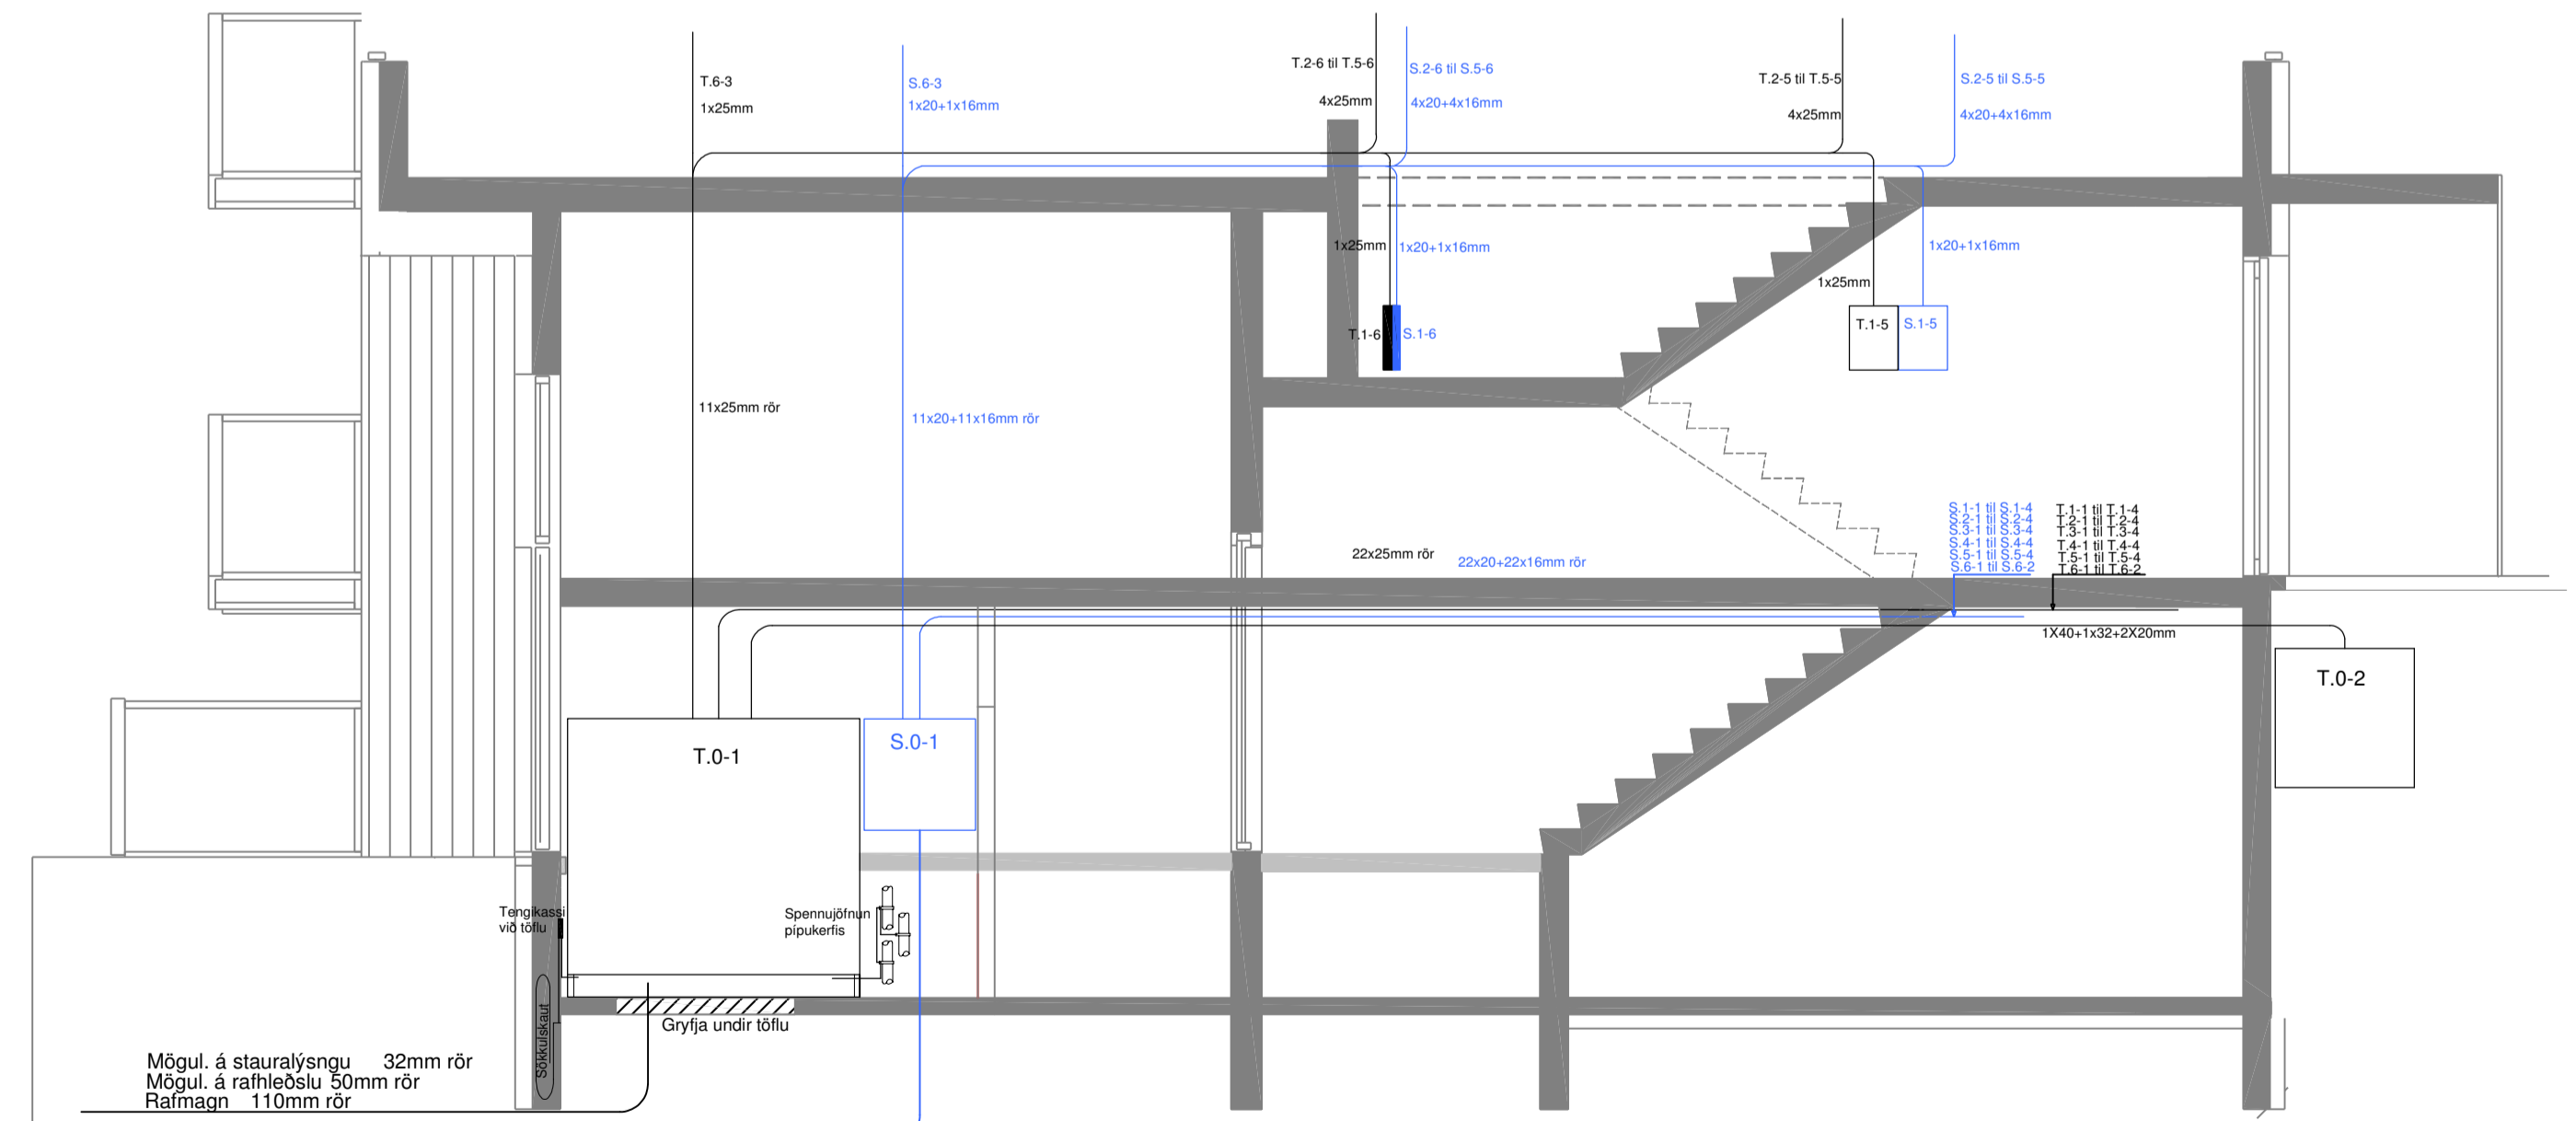 T.6-3
1x25mm
S.6-3
1x20+1x16mm
T.2-6 til T.5-6
4x25mm
S.2-6 til S.5-6
4x20+4x16mm
T.2-5 til T.5-5
4x25mm
S.2-5 til S.5-5
4x20+4x16mm
1x25mm
1x20+1x16mm
1x20+1x16mm
1x25mm
T.1-6
S.1-6
T.1-5
S.1-5
11x25mm rör
11x20+11x16mm rör
22x25mm rör
22x20+22x16mm rör
S.1-1 til S.1-4
S.2-1 til S.2-4
S.3-1 til S.3-4
S.4-1 til S.4-4
S.5-1 til S.5-4
S.6-1 til S.6-2
T.1-1 til T.1-4
T.2-1 til T.2-4
T.3-1 til T.3-4
T.4-1 til T.4-4
T.5-1 til T.5-4
T.6-1 til T.6-2
1X40+1x32+2X20mm
T.0-2
T.0-1
S.0-1
Tengikassi
við töflu
Spennujöfnun
pípukerfis
Sökkulskaut
Gryfja undir töflu
Mögul. á stauralýsngu 32mm rör
Mögul. á rafhleðslu 50mm rör
Rafmagn 110mm rör